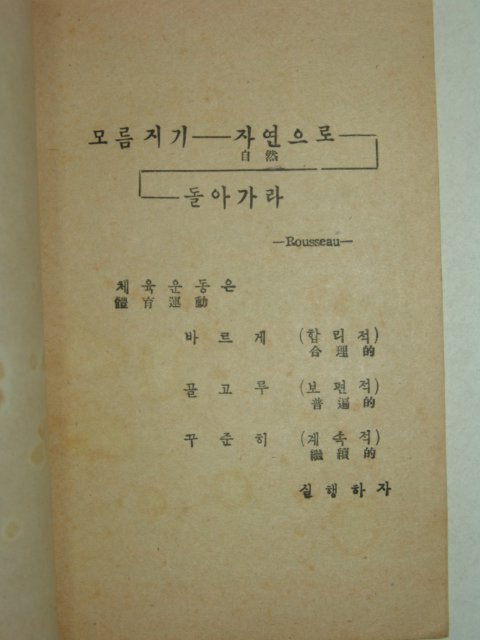 모름지기——자연으로—
自然
—돌아가라
—Rousseau—
체육운동은
體育運動
바르게 (합리적)
合理的
골고루 (보편적)
普遍的
꾸준히 (계속적)
繼續的
실행하자